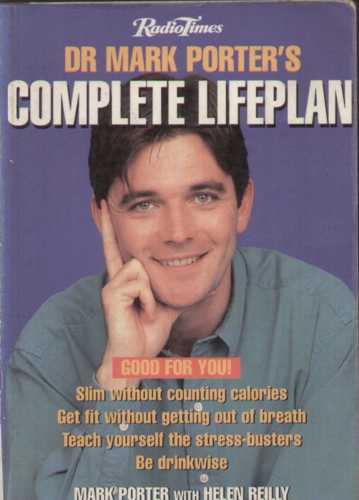 RadioTimes
DR MARK PORTER'S
COMPLETE LIFEPLAN
GOOD FOR YOU!
Slim without counting calories
Get fit without getting out of breath
Teach yourself the stress-busters
Be drinkwise
MARK PORTER WITH HELEN REILLY